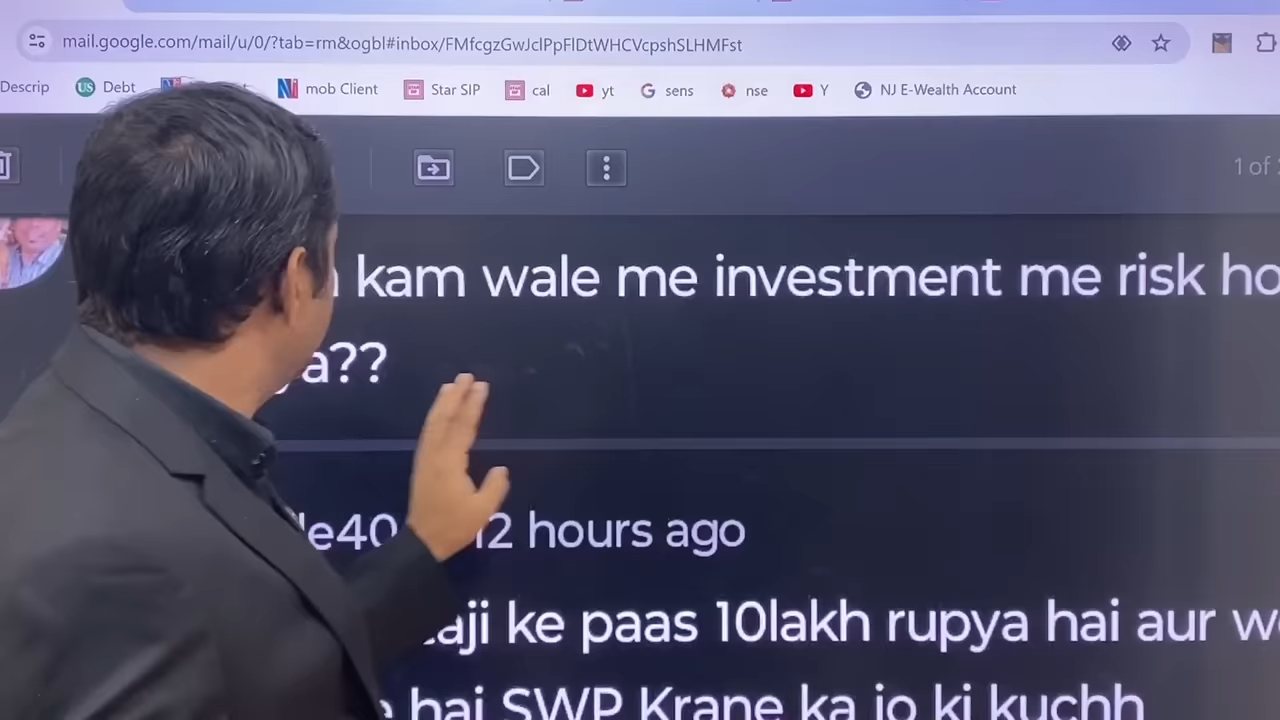 mail.google.com/mail/u/0/?tab=rm&ogbl#inbox/FMfcgzGwIclPpFlDtWHCVcpshSLHMFst
Descrip US Debt mob Client Star SIP cal yt sens nse Y NJ E-Wealth Account
1 of
kam wale me investment me risk ho
a??
le40 12 hours ago
aji ke paas 10lakh rupya hai aur w
hai SWP Krane ka jo ki kuchh